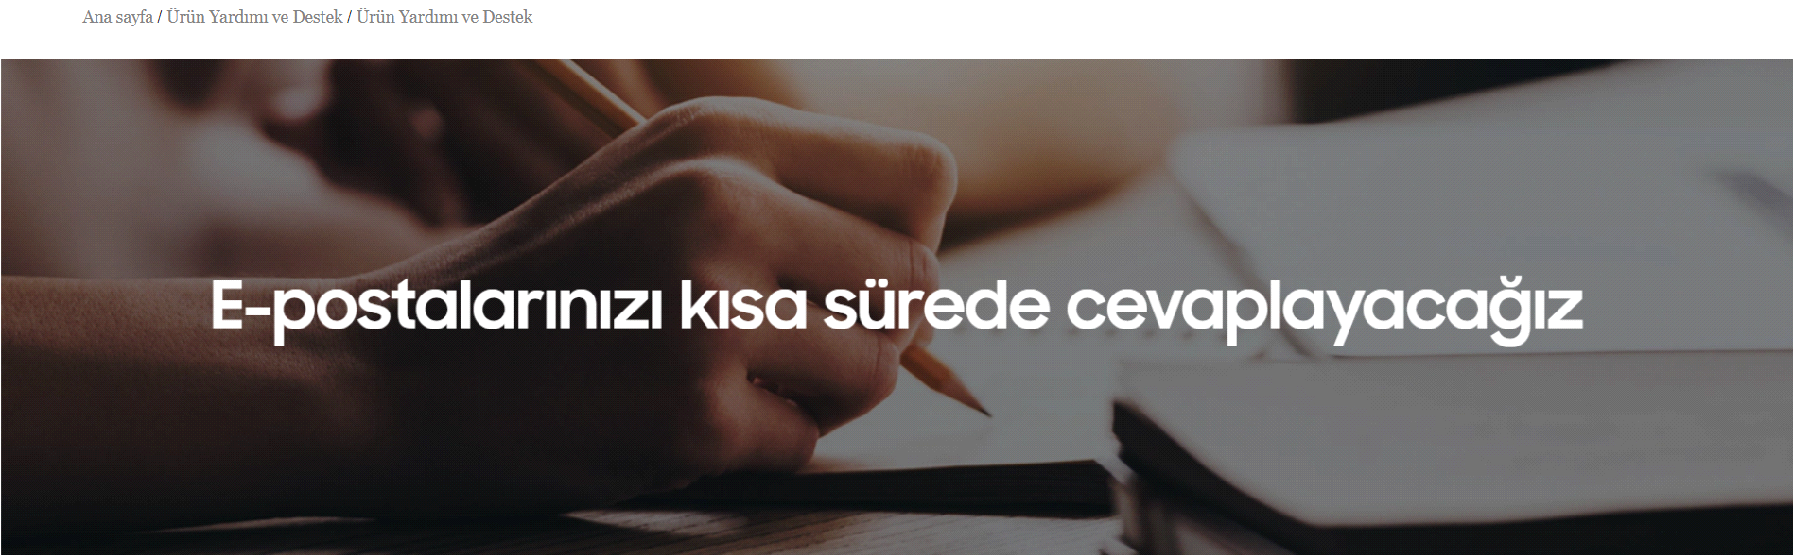 Ana sayfa / Ürün Yardımı ve Destek / Ürün Yardımı ve Destek
E-postalarınızı kısa sürede cevaplayacağız